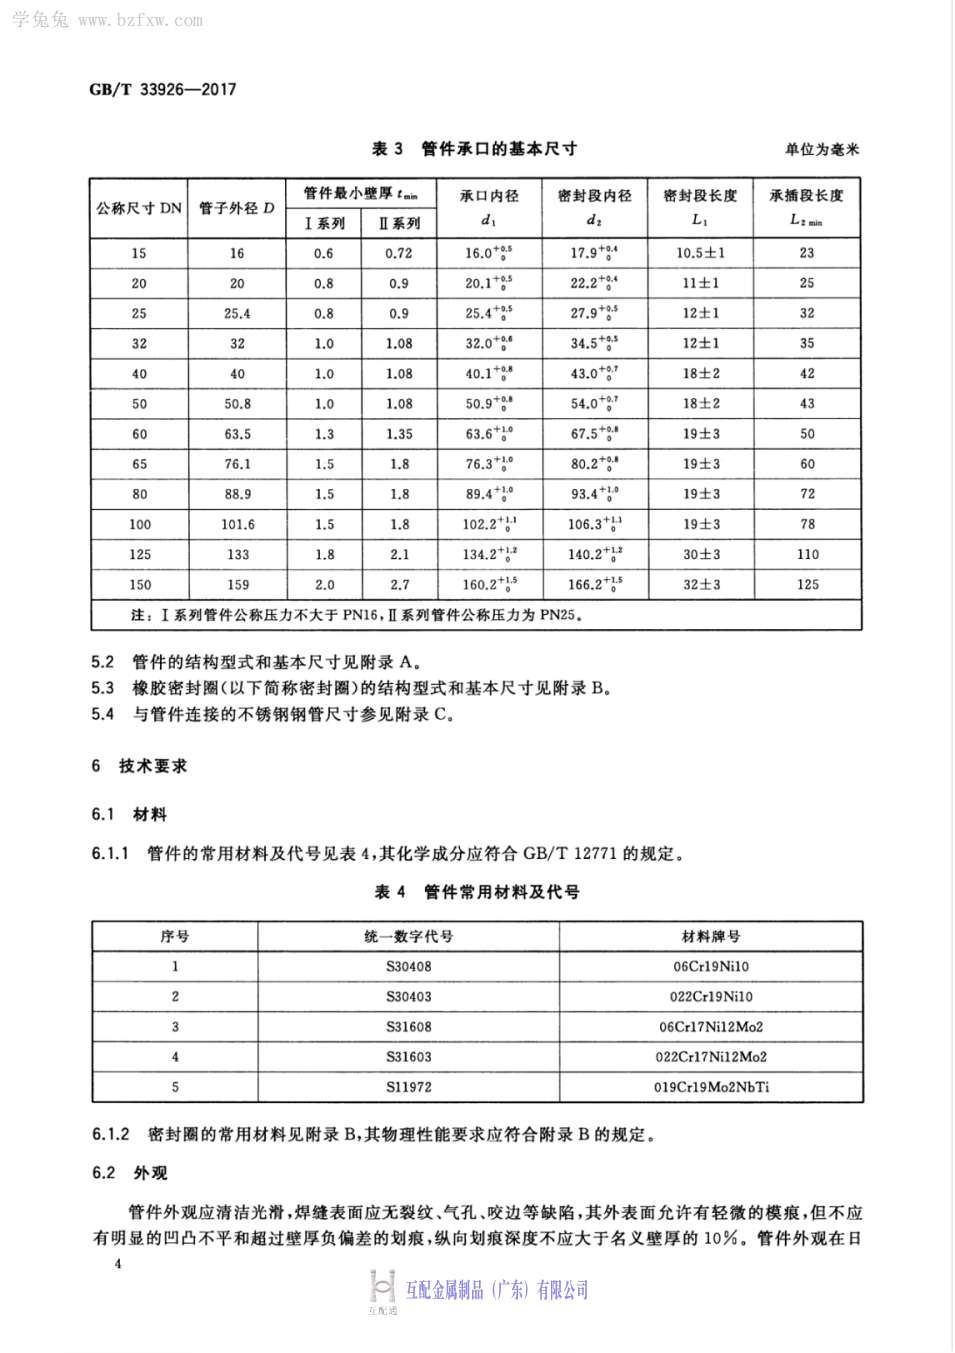 学兔兔 www.bzfxw.com
GB/T 33926—2017
表 3 管件承口的基本尺寸
单位为毫米
公称尺寸 DN 管子外径 D 管件最小壁厚 tmin 承口内径 d1 密封段内径 d2 密封段长度 L1 承插段长度 L2 min
Ⅰ系列 Ⅱ系列
15 16 0.6 0.72 16.0+0.5 0 17.9+0.4 0 10.5±1 23
20 20 0.8 0.9 20.1+0.5 0 22.2+0.4 0 11±1 25
25 25.4 0.8 0.9 25.4+0.5 0 27.9+0.5 0 12±1 32
32 32 1.0 1.08 32.0+0.6 0 34.5+0.5 0 12±1 35
40 40 1.0 1.08 40.1+0.8 0 43.0+0.7 0 18±2 42
50 50.8 1.0 1.08 50.9+0.8 0 54.0+0.7 0 18±2 43
60 63.5 1.3 1.35 63.6+1.0 0 67.5+0.8 0 19±3 50
65 76.1 1.5 1.8 76.3+1.0 0 80.2+0.8 0 19±3 60
80 88.9 1.5 1.8 89.4+1.0 0 93.4+1.0 0 19±3 72
100 101.6 1.5 1.8 102.2+1.1 0 106.3+1.1 0 19±3 78
125 133 1.8 2.1 134.2+1.2 0 140.2+1.2 0 30±3 110
150 159 2.0 2.7 160.2+1.5 0 166.2+1.5 0 32±3 125
注：Ⅰ系列管件公称压力不大于 PN16，Ⅱ系列管件公称压力为 PN25。
5.2 管件的结构型式和基本尺寸见附录 A。
5.3 橡胶密封圈（以下简称密封圈）的结构型式和基本尺寸见附录 B。
5.4 与管件连接的不锈钢钢管尺寸参见附录 C。
6 技术要求
6.1 材料
6.1.1 管件的常用材料及代号见表 4，其化学成分应符合 GB/T 12771 的规定。
表 4 管件常用材料及代号
序号 统一数字代号 材料牌号
1 S30408 06Cr19Ni10
2 S30403 022Cr19Ni10
3 S31608 06Cr17Ni12Mo2
4 S31603 022Cr17Ni12Mo2
5 S11972 019Cr19Mo2NbTi
6.1.2 密封圈的常用材料见附录 B，其物理性能要求应符合附录 B 的规定。
6.2 外观
管件外观应清洁光滑，焊缝表面应无裂纹、气孔、咬边等缺陷，其外表面允许有轻微的模痕，但不应
有明显的凹凸不平和超过壁厚负偏差的划痕，纵向划痕深度不应大于名义壁厚的 10%。管件外观在日
4
互配金属制品（广东）有限公司
互配通